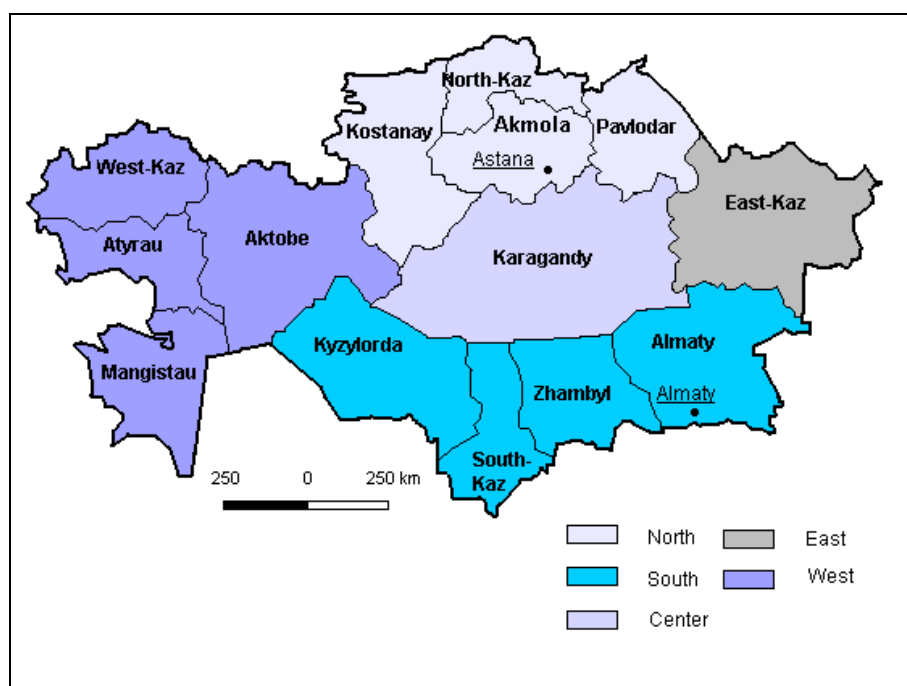 North-Kaz
Kostanay
Akmola
Pavlodar
Astana
West-Kaz
East-Kaz
Atyrau
Aktobe
Karagandy
Kyzylorda
Almaty
Mangistau
Zhambyl
Almaty
South-
Kaz
250 0 250 km
North East
South West
Center